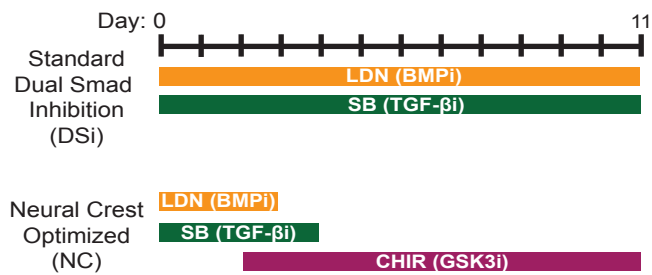 Day: 0 11
Standard
Dual Smad
Inhibition
(DSi)
LDN (BMPi)
SB (TGF-βi)
Neural Crest
Optimized
(NC)
LDN (BMPi)
SB (TGF-βi)
CHIR (GSK3i)